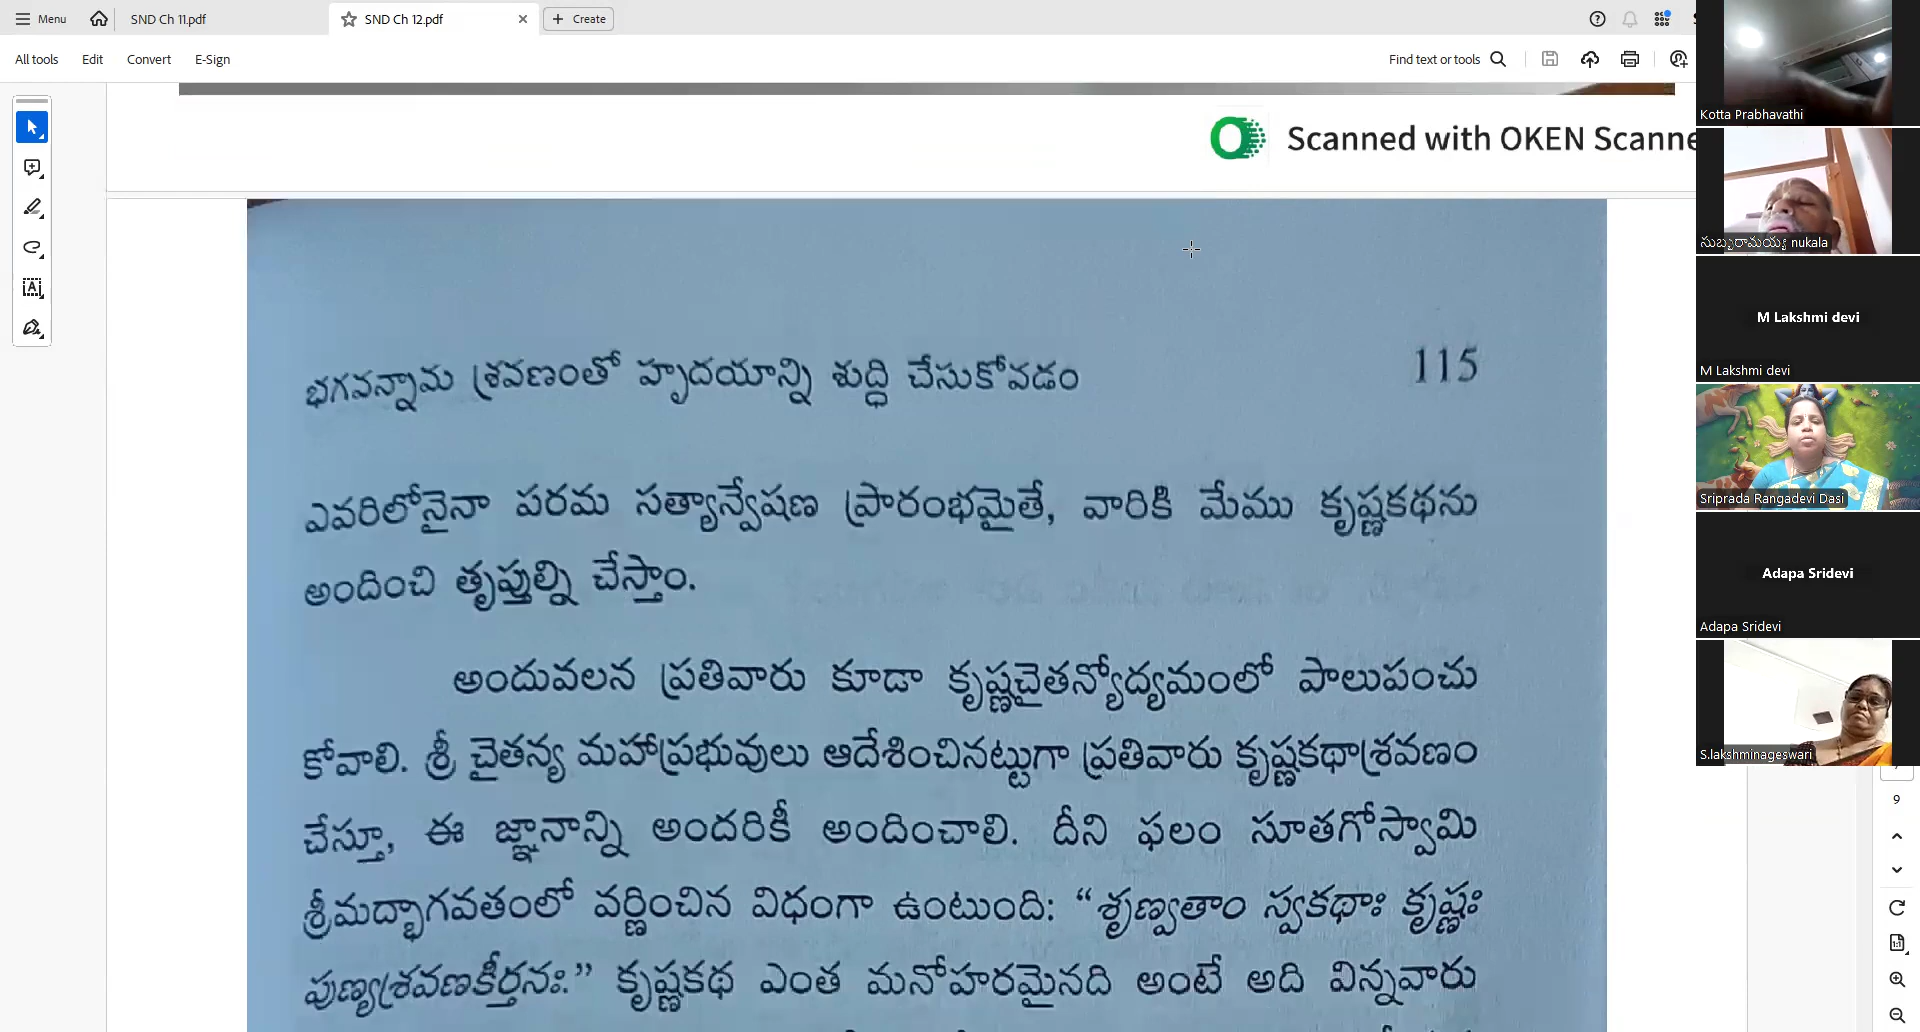 Menu
SND Ch 11.pdf
SND Ch 12.pdf
Create
All tools
Edit
Convert
E-Sign
Find text or tools
Scanned with OKEN Scanne
భగవన్నామ శ్రవణంతో హృదయాన్ని శుద్ధి చేసుకోవడం 115
ఎవరిలోనైనా పరమ సత్యాన్వేషణ ప్రారంభమైతే, వారికి మేము కృష్ణకథను
అందించి తృప్తుల్ని చేస్తాం.
అందువలన ప్రతివారు కూడా కృష్ణచైతన్యోద్యమంలో పాలుపంచు
కోవాలి. శ్రీ చైతన్య మహాప్రభువులు ఆదేశించినట్టుగా ప్రతివారు కృష్ణకథాశ్రవణం
చేస్తూ, ఈ జ్ఞానాన్ని అందరికీ అందించాలి. దీని ఫలం సూతగోస్వామి
శ్రీమద్భాగవతంలో వర్ణించిన విధంగా ఉంటుంది: “శృణ్వతాం స్వకథాః కృష్ణః
పుణ్యశ్రవణకీర్తనః.” కృష్ణకథ ఎంత మనోహరమైనది అంటే అది విన్నవారు
Kotta Prabhavathi
సుబ్బరామయ్య nukala
M Lakshmi devi
M Lakshmi devi
Sriprada Rangadevi Dasi
Adapa Sridevi
Adapa Sridevi
S.lakshminageswari
9